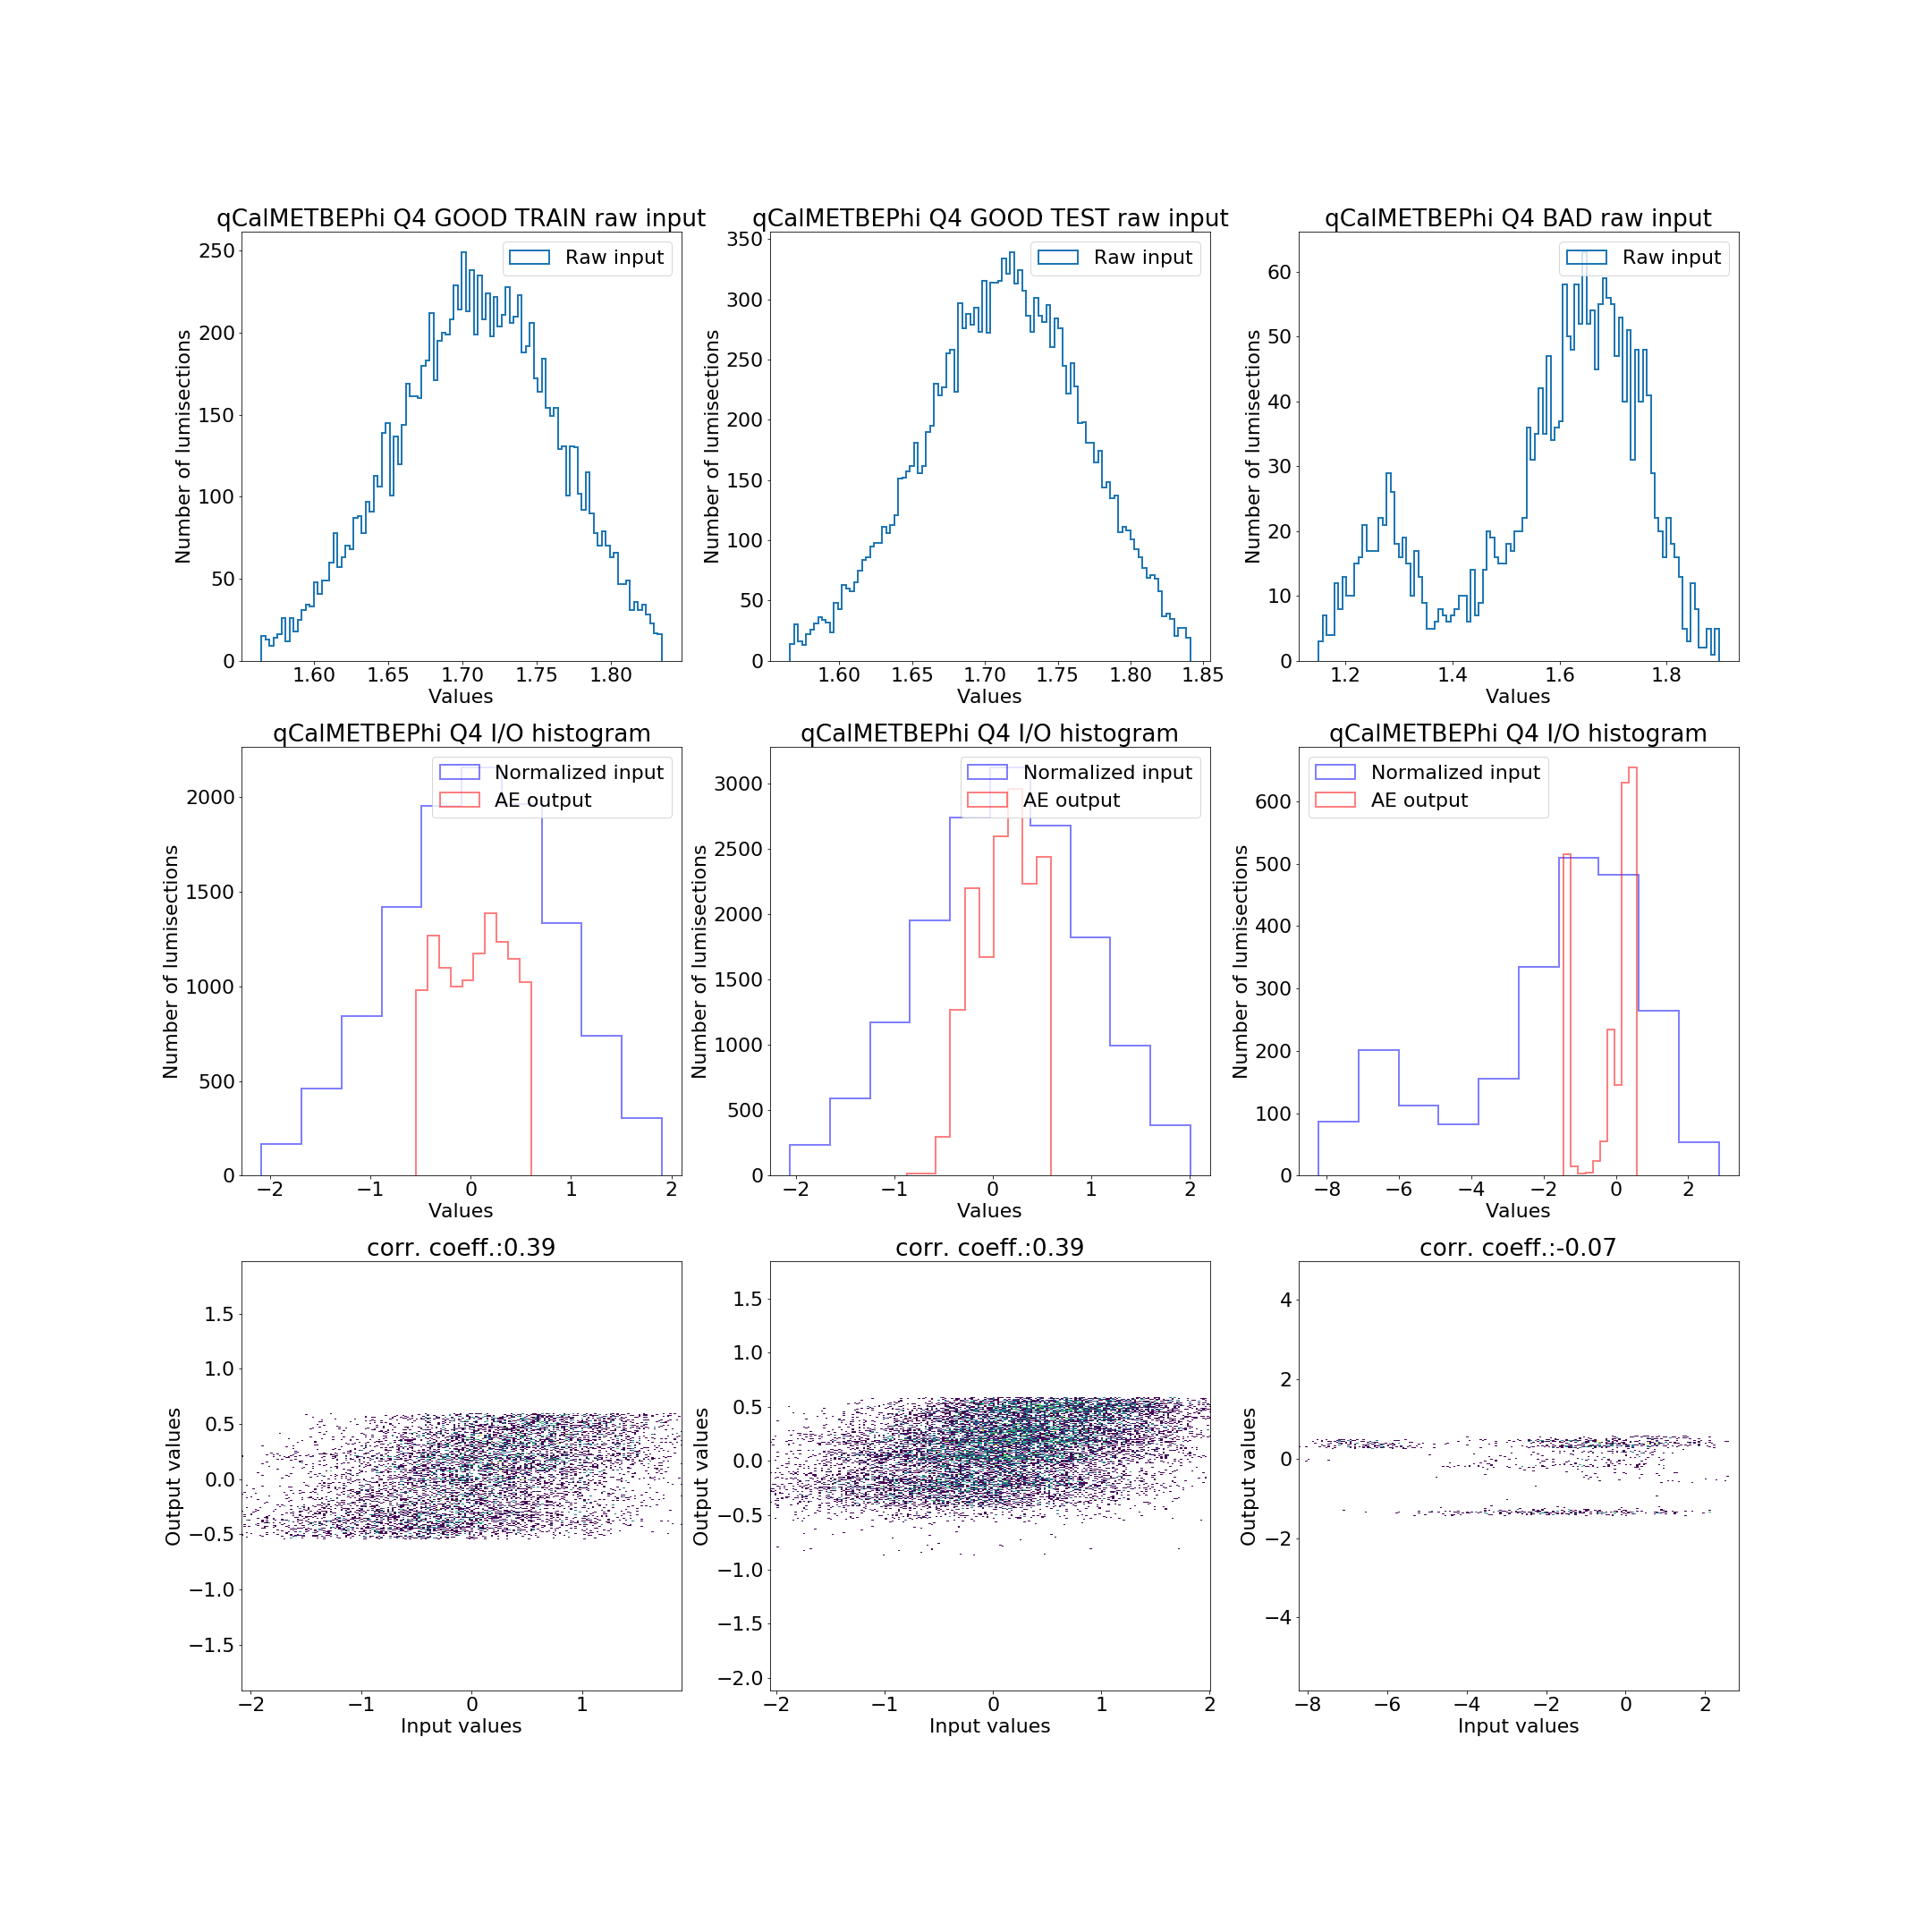 qCalMETBEPhi Q4 GOOD TRAIN raw input
Raw input
Number of lumisections
250
200
150
100
50
0
1.60 1.65 1.70 1.75 1.80
Values
qCalMETBEPhi Q4 GOOD TEST raw input
Raw input
Number of lumisections
350
300
250
200
150
100
50
0
1.60 1.65 1.70 1.75 1.80 1.85
Values
qCalMETBEPhi Q4 BAD raw input
Raw input
Number of lumisections
60
50
40
30
20
10
0
1.2 1.4 1.6 1.8
Values
qCalMETBEPhi Q4 I/O histogram
Normalized input
AE output
Number of lumisections
2000
1500
1000
500
0
−2 −1 0 1 2
Values
qCalMETBEPhi Q4 I/O histogram
Normalized input
AE output
Number of lumisections
3000
2500
2000
1500
1000
500
0
−2 −1 0 1 2
Values
qCalMETBEPhi Q4 I/O histogram
Normalized input
AE output
Number of lumisections
600
500
400
300
200
100
0
−8 −6 −4 −2 0 2
Values
corr. coeff.:0.39
Output values
1.5
1.0
0.5
0.0
−0.5
−1.0
−1.5
−2 −1 0 1
Input values
corr. coeff.:0.39
Output values
1.5
1.0
0.5
0.0
−0.5
−1.0
−1.5
−2.0
−2 −1 0 1 2
Input values
corr. coeff.:-0.07
Output values
4
2
0
−2
−4
−8 −6 −4 −2 0 2
Input values